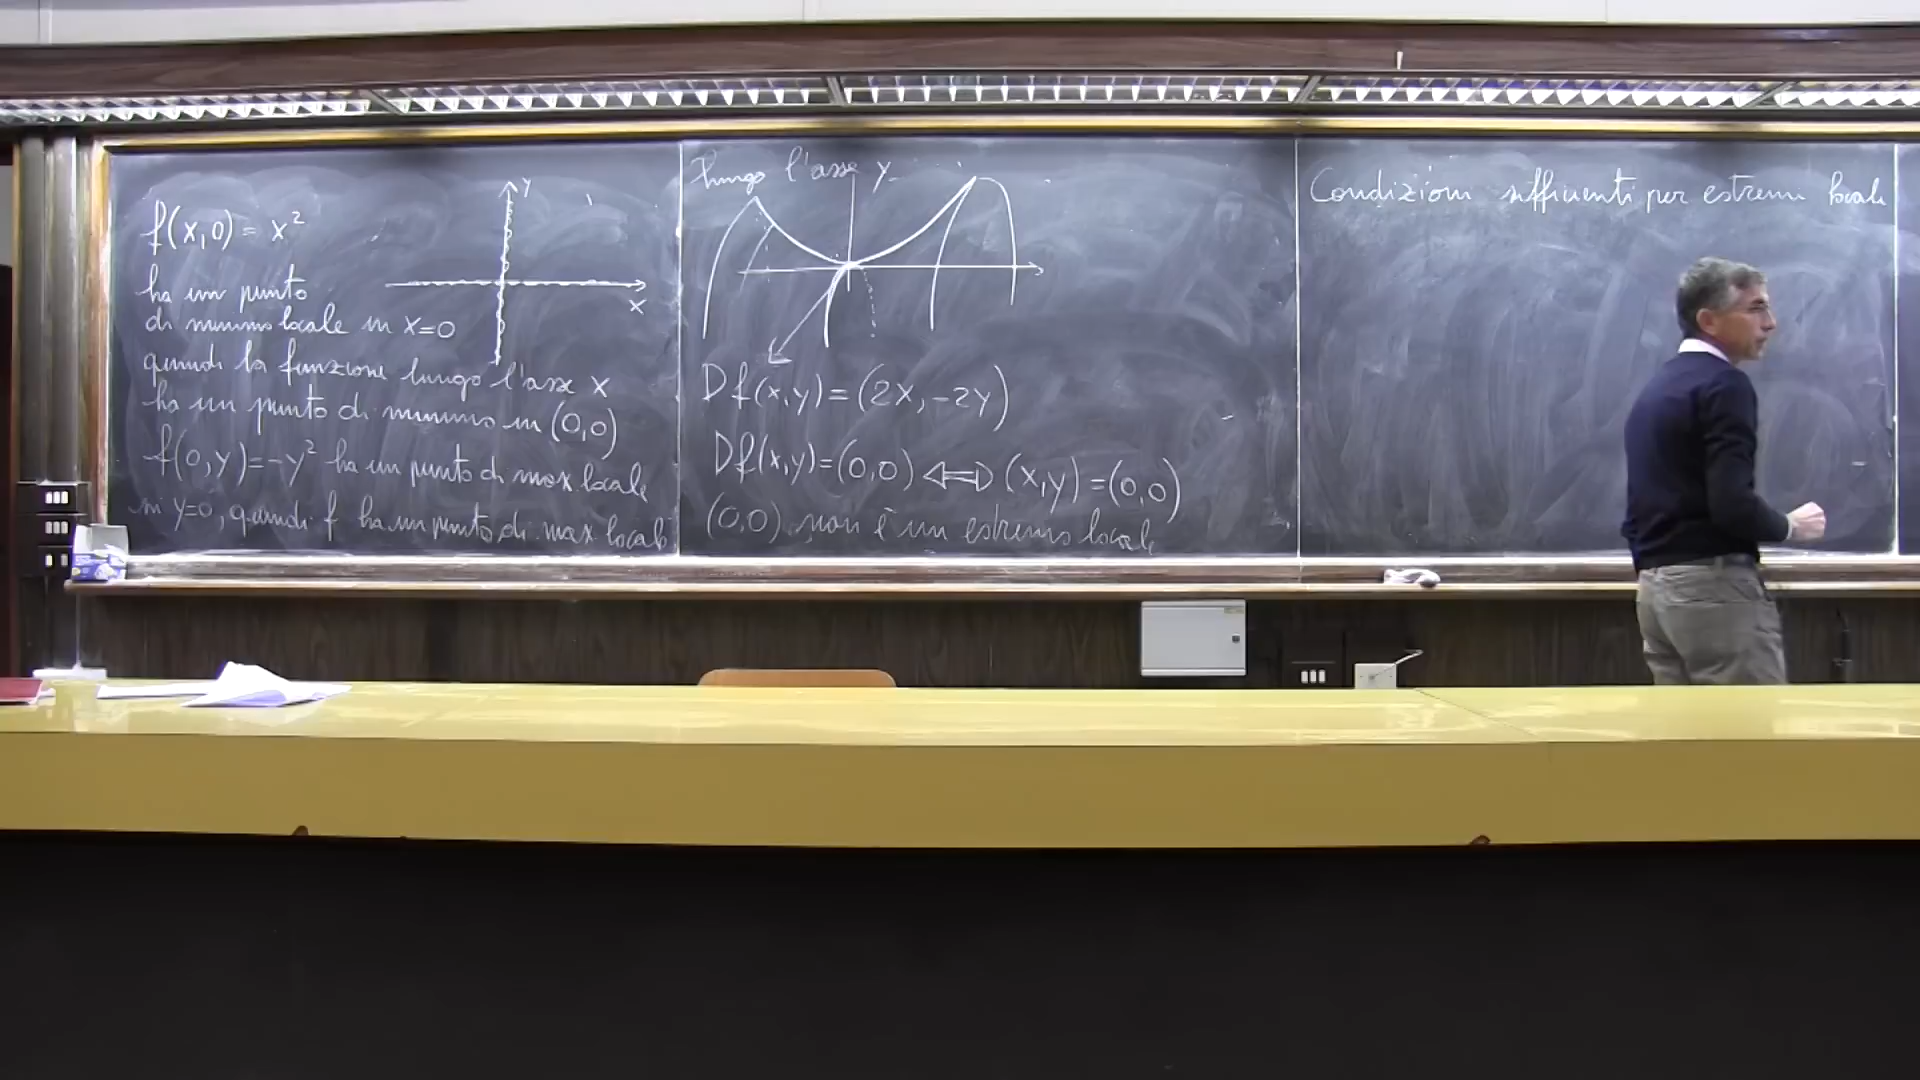 f(x,0) = x²
ha un punto
di minimo locale in x=0
quindi la funzione lungo l'asse x
ha un punto di minimo in (0,0)
f(0,y)=-y² ha un punto di max locale
in y=0, quindi f ha un punto di max locale
y
x
lungo l'asse y
Df(x,y)=(2x,-2y)
Df(x,y)=(0,0) ⟺ (x,y)=(0,0)
(0,0) non è un estremo locale
Condizioni sufficienti per estremi locali